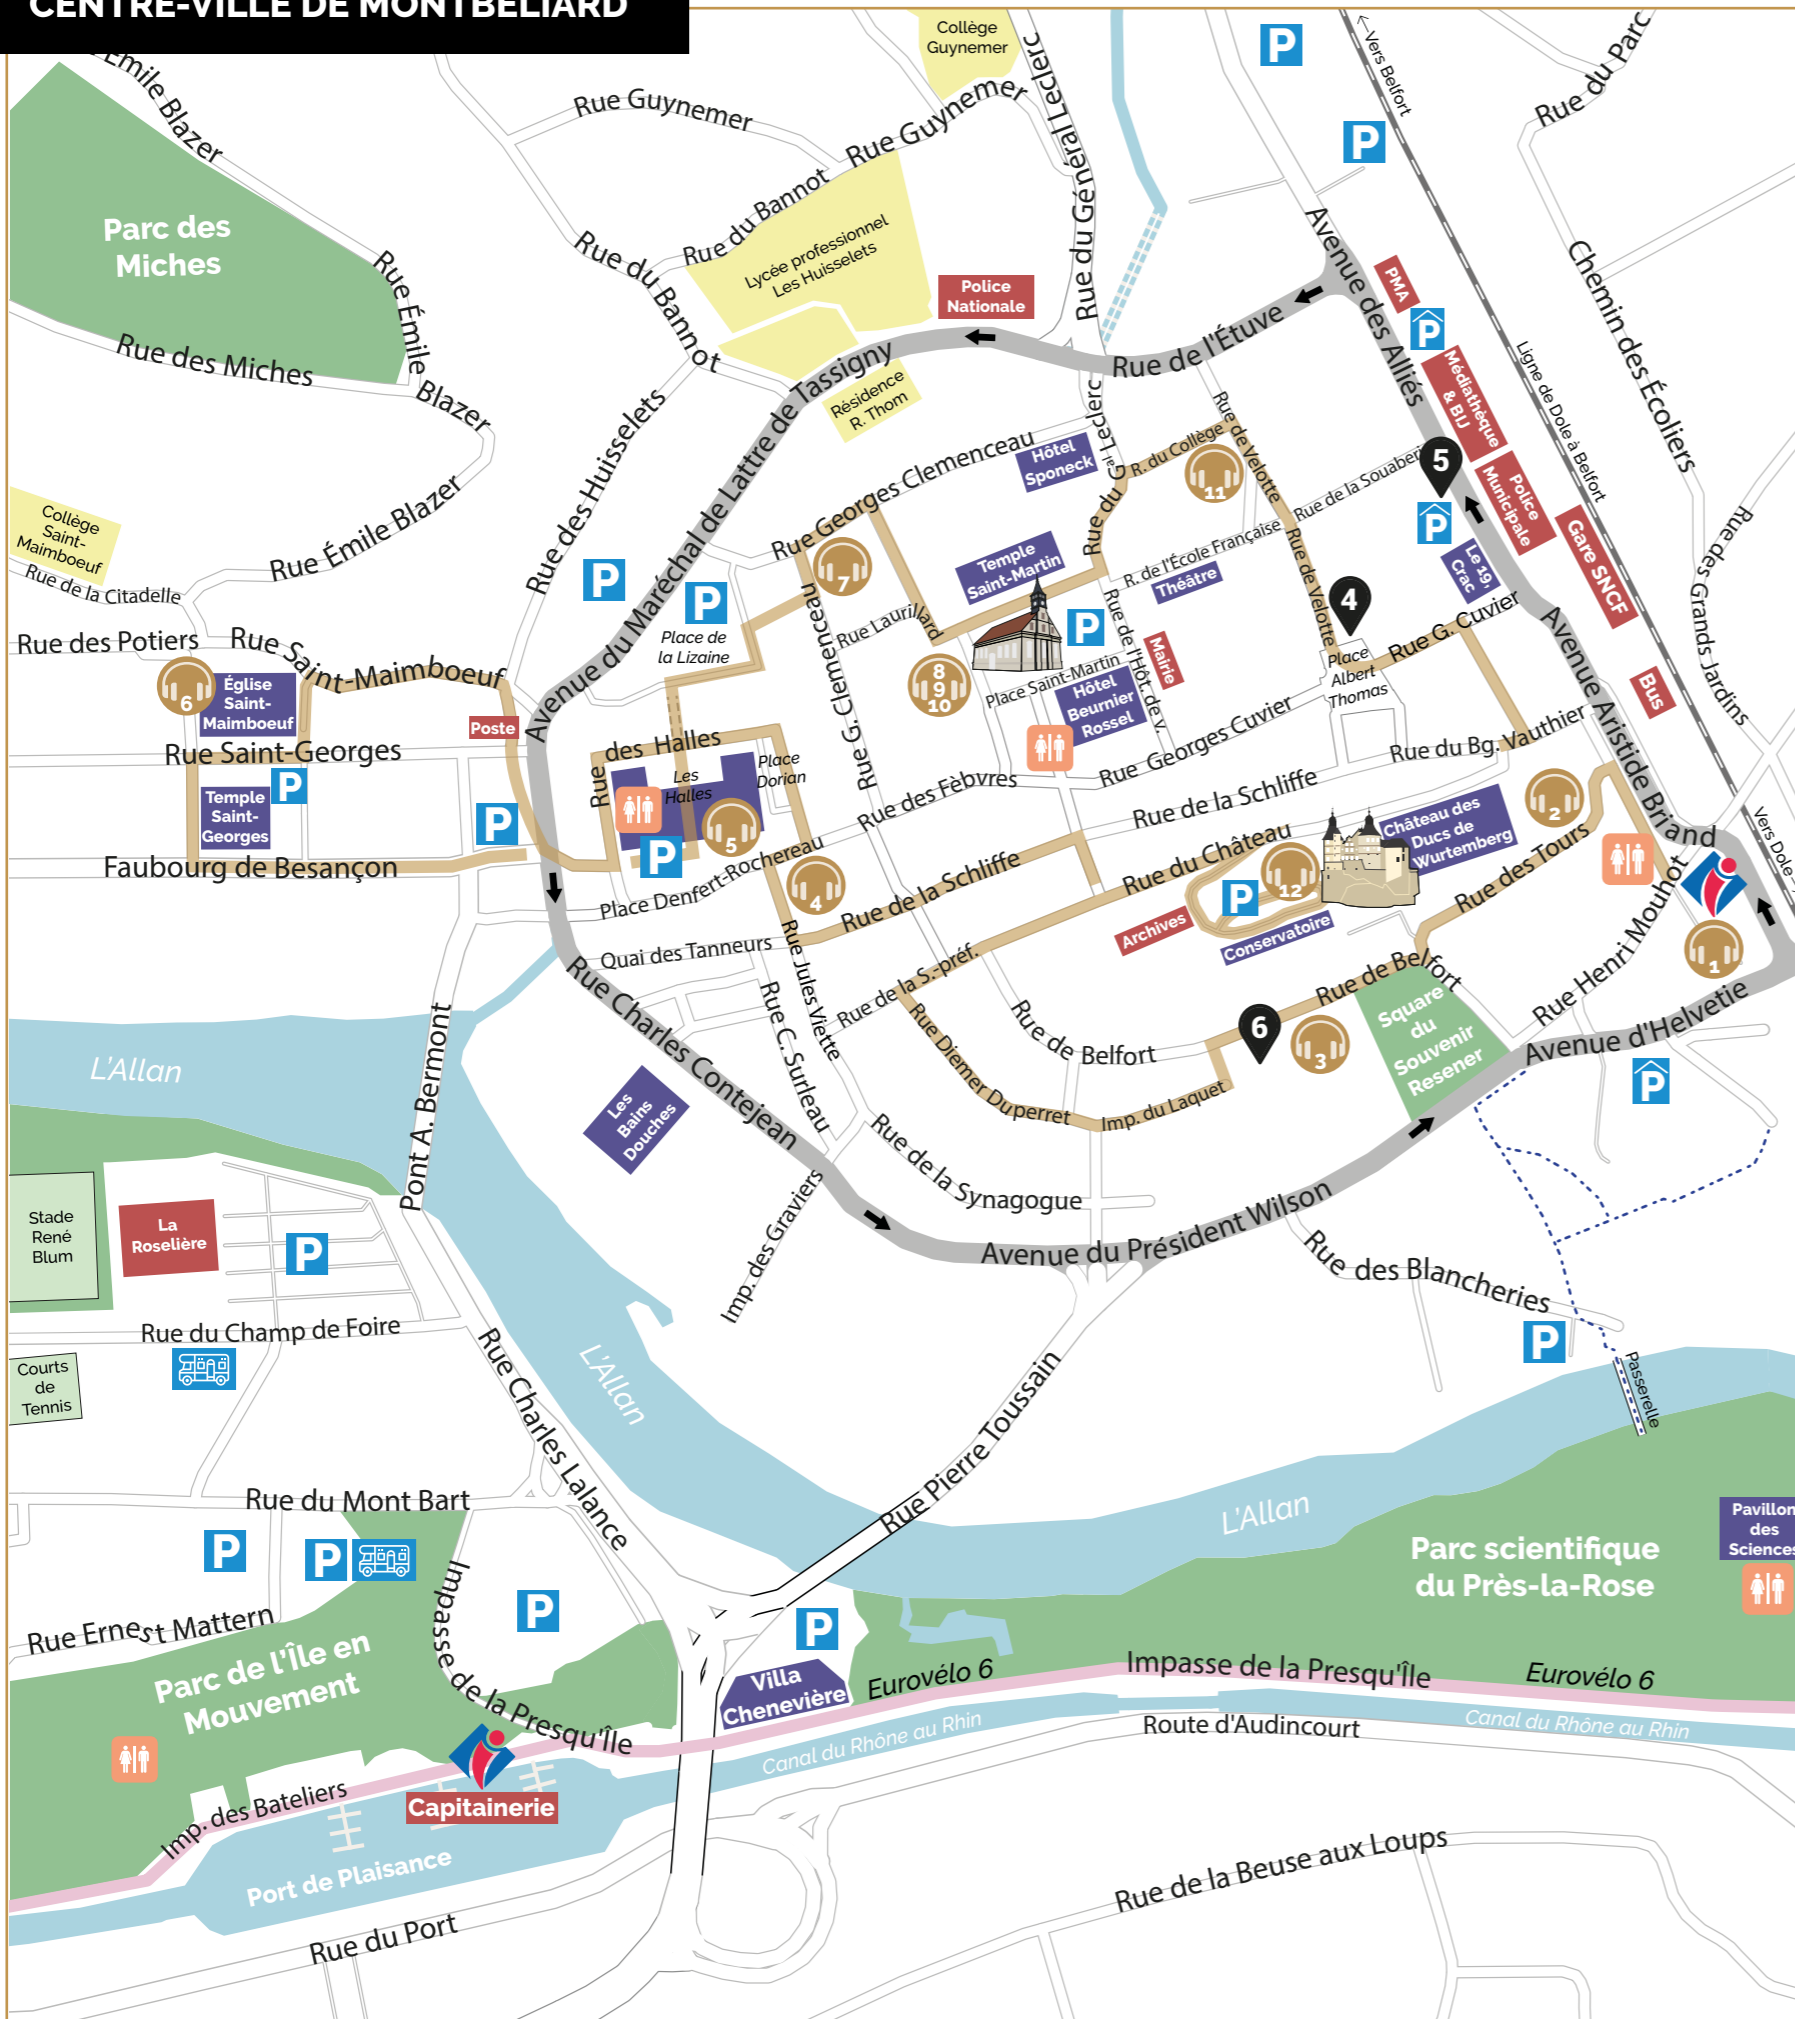 CENTRE-VILLE DE MONTBÉLIARD
Collège
Guynemer
P
←Vers Belfort
Rue du Parc
Émile Blazer
Rue Guynemer
Rue Guynemer
Rue du Général Leclerc
P
Parc des
Miches
Rue du Bannot
Rue du Bannot
Lycée professionnel
Les Huisselets
Police
Nationale
Avenue des Alliés
PMA
P
Chemin des Écoliers
Rue Émile
Blazer
Rue des Miches
Rue de l'Étuve
Ligne de Dole à Belfort
Médiathèque
& BIJ
Résidence
R. Thom
Avenue du Maréchal de Lattre de Tassigny
Rue des Huisselets
Rue Georges Clemenceau
Hôtel
Sponeck
Rue du Gal Leclerc
R. du Collège
11
Rue de Velotte
Rue de la Souaberie
5
P
Police
Municipale
Gare SNCF
Rue des Grands Jardins
Collège
Saint-
Maimboeuf
Rue de la Citadelle
Rue Émile Blazer
P
P
Place de
la Lizaine
7
Rue G. Clemenceau
Rue Laurillard
Temple
Saint-Martin
R. de l'École Française
Théâtre
Rue de Velotte
4
Le 19,
Crac
Rue des Potiers
Rue Saint-Maimboeuf
6
Église
Saint-
Maimboeuf
Poste
8
9
10
P
Place Saint-Martin
Rue de l'Hôt. de v.
Mairie
Hôtel
Beurnier
Rossel
Place
Albert
Thomas
Rue G. Cuvier
Avenue Aristide Briand
Bus
Rue Saint-Georges
P
Temple
Saint-
Georges
P
Rue des Halles
Les
Halles
Place
Dorian
5
P
Rue des Fèbvres
Rue Georges Cuvier
Rue du Bg. Vauthier
Rue de la Schliffe
Faubourg de Besançon
Place Denfert-Rochereau
4
Rue de la Schliffe
Rue du Château
12
P
Château des
Ducs de
Wurtemberg
2
Rue des Tours
Vers Dole
Archives
Conservatoire
Rue Henri Mouhot
1
Quai des Tanneurs
Rue Jules Viette
Rue de la S.-préf.
Rue de Belfort
Square
du
Souvenir
Resener
Avenue d'Helvetie
P
Rue Charles Contejean
Rue C. Surleau
Rue Diemer Duperret
Rue de Belfort
6
3
Imp. du Laquet
L'Allan
Pont A. Bermont
Les
Bains
Douches
Rue de la Synagogue
Imp. des Graviers
Avenue du Président Wilson
Rue des Blancheries
P
Passerelle
Stade
René
Blum
La
Roselière
P
Rue du Champ de Foire
Courts
de
Tennis
L'Allan
Rue Charles Lalance
Rue Pierre Toussain
L'Allan
Rue du Mont Bart
P
P
P
Impasse de la Presqu'Île
Rue Ernest Mattern
Parc de l'Île en
Mouvement
P
Villa
Chenevière
Eurovélo 6
Parc scientifique
du Près-la-Rose
Pavillon
des
Sciences
Impasse de la Presqu'Île
Eurovélo 6
Canal du Rhône au Rhin
Route d'Audincourt
Canal du Rhône au Rhin
Imp. des Bateliers
Capitainerie
Port de Plaisance
Rue du Port
Rue de la Beuse aux Loups